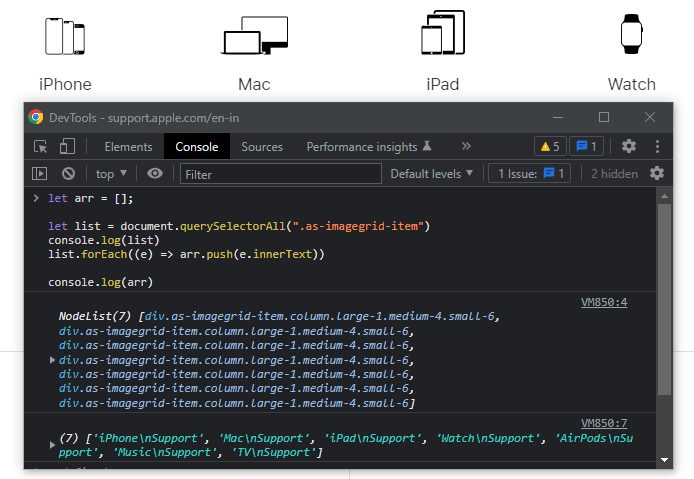 iPhone Mac iPad Watch
DevTools - support.apple.com/en-in
Elements Console Sources Performance insights » 5 1
top Filter Default levels 1 Issue: 1 2 hidden
> let arr = [];
let list = document.querySelectorAll(".as-imagegrid-item")
console.log(list)
list.forEach((e) => arr.push(e.innerText))
console.log(arr)
VM850:4
NodeList(7) [div.as-imagegrid-item.column.large-1.medium-4.small-6,
div.as-imagegrid-item.column.large-1.medium-4.small-6,
div.as-imagegrid-item.column.large-1.medium-4.small-6,
div.as-imagegrid-item.column.large-1.medium-4.small-6,
div.as-imagegrid-item.column.large-1.medium-4.small-6,
div.as-imagegrid-item.column.large-1.medium-4.small-6,
div.as-imagegrid-item.column.large-1.medium-4.small-6]
VM850:7
(7) ['iPhone\nSupport', 'Mac\nSupport', 'iPad\nSupport', 'Watch\nSupport', 'AirPods\nSu
pport', 'Music\nSupport', 'TV\nSupport']